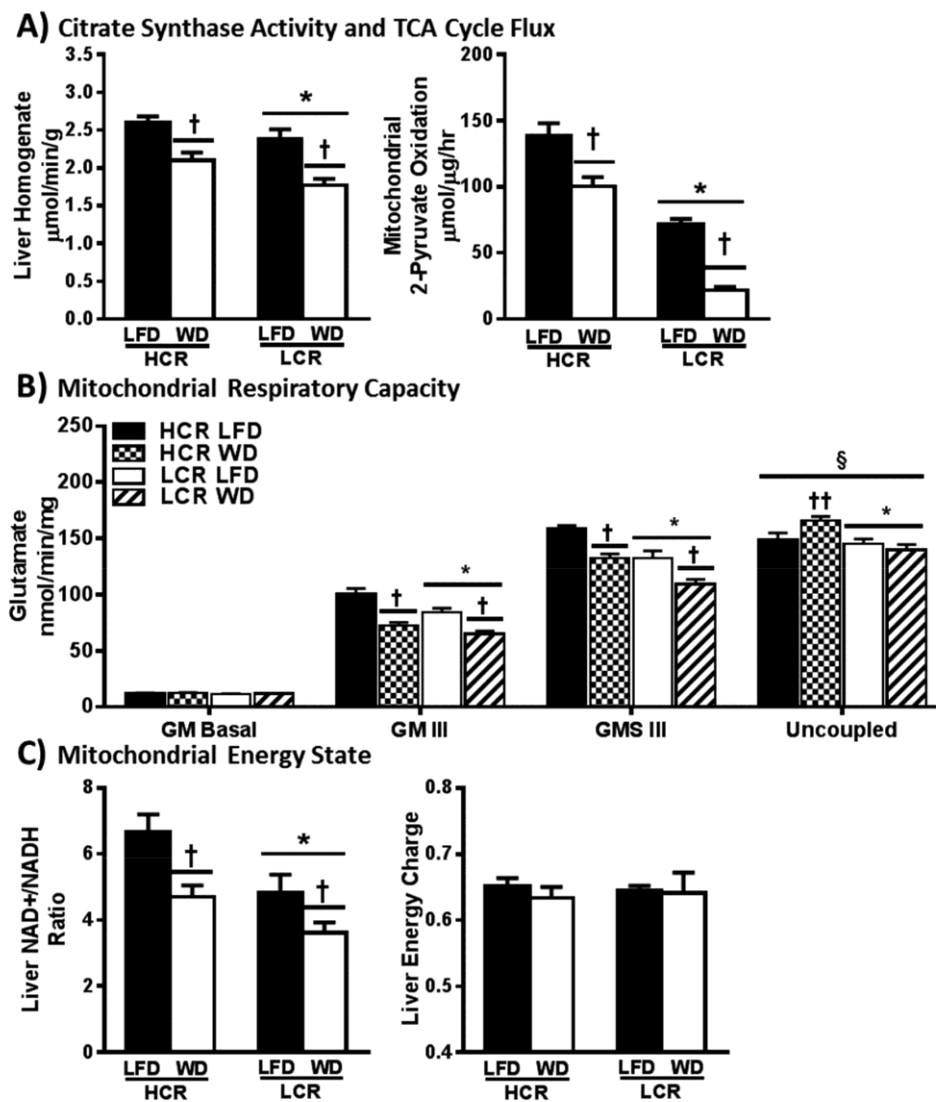 A) Citrate Synthase Activity and TCA Cycle Flux
Liver Homogenate
µmol/min/g
3.5
3.0
2.5
2.0
1.5
1.0
0.5
0.0
†
*
†
LFD WD
HCR
LFD WD
LCR
Mitochondrial
2-Pyruvate Oxidation
µmol/µg/hr
200
150
100
50
0
†
*
†
LFD WD
HCR
LFD WD
LCR
B) Mitochondrial Respiratory Capacity
Glutamate
nmol/min/mg
250
200
150
100
50
0
HCR LFD
HCR WD
LCR LFD
LCR WD
†
*
†
†
*
†
§
††
*
GM Basal
GM III
GMS III
Uncoupled
C) Mitochondrial Energy State
Liver NAD+/NADH
Ratio
8
6
4
2
0
†
*
†
LFD WD
HCR
LFD WD
LCR
Liver Energy Charge
0.8
0.7
0.6
0.5
0.4
LFD WD
HCR
LFD WD
LCR